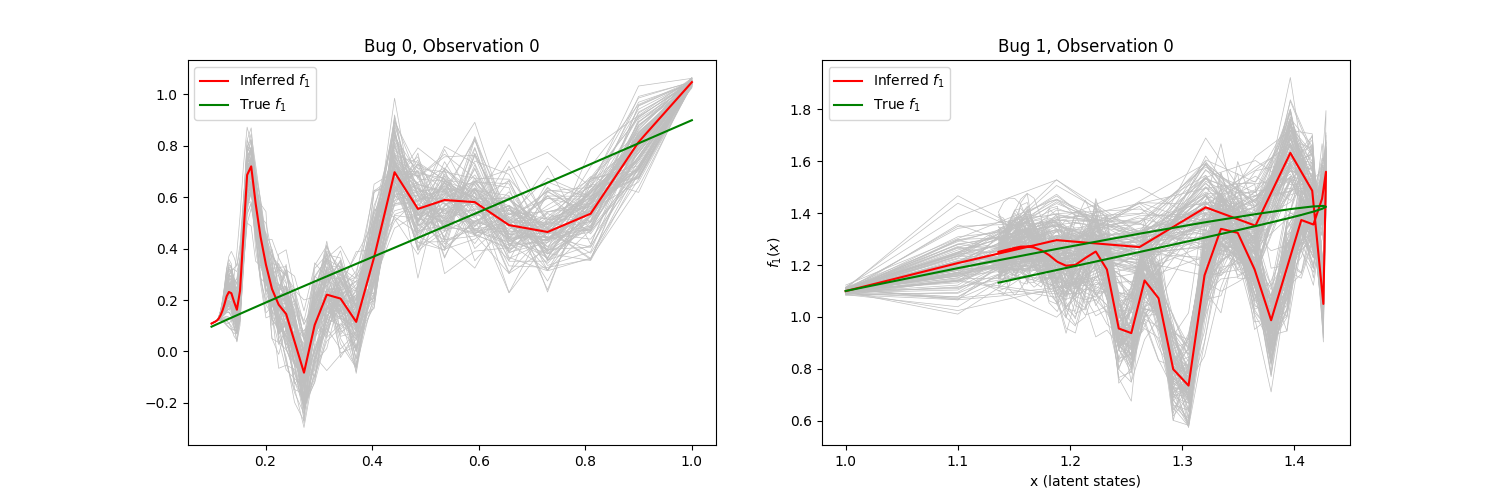 Bug 0, Observation 0
Inferred f₁
True f₁
1.0
0.8
0.6
0.4
0.2
0.0
−0.2
0.2 0.4 0.6 0.8 1.0
Bug 1, Observation 0
Inferred f₁
True f₁
f₁(x)
1.8
1.6
1.4
1.2
1.0
0.8
0.6
1.0 1.1 1.2 1.3 1.4
x (latent states)